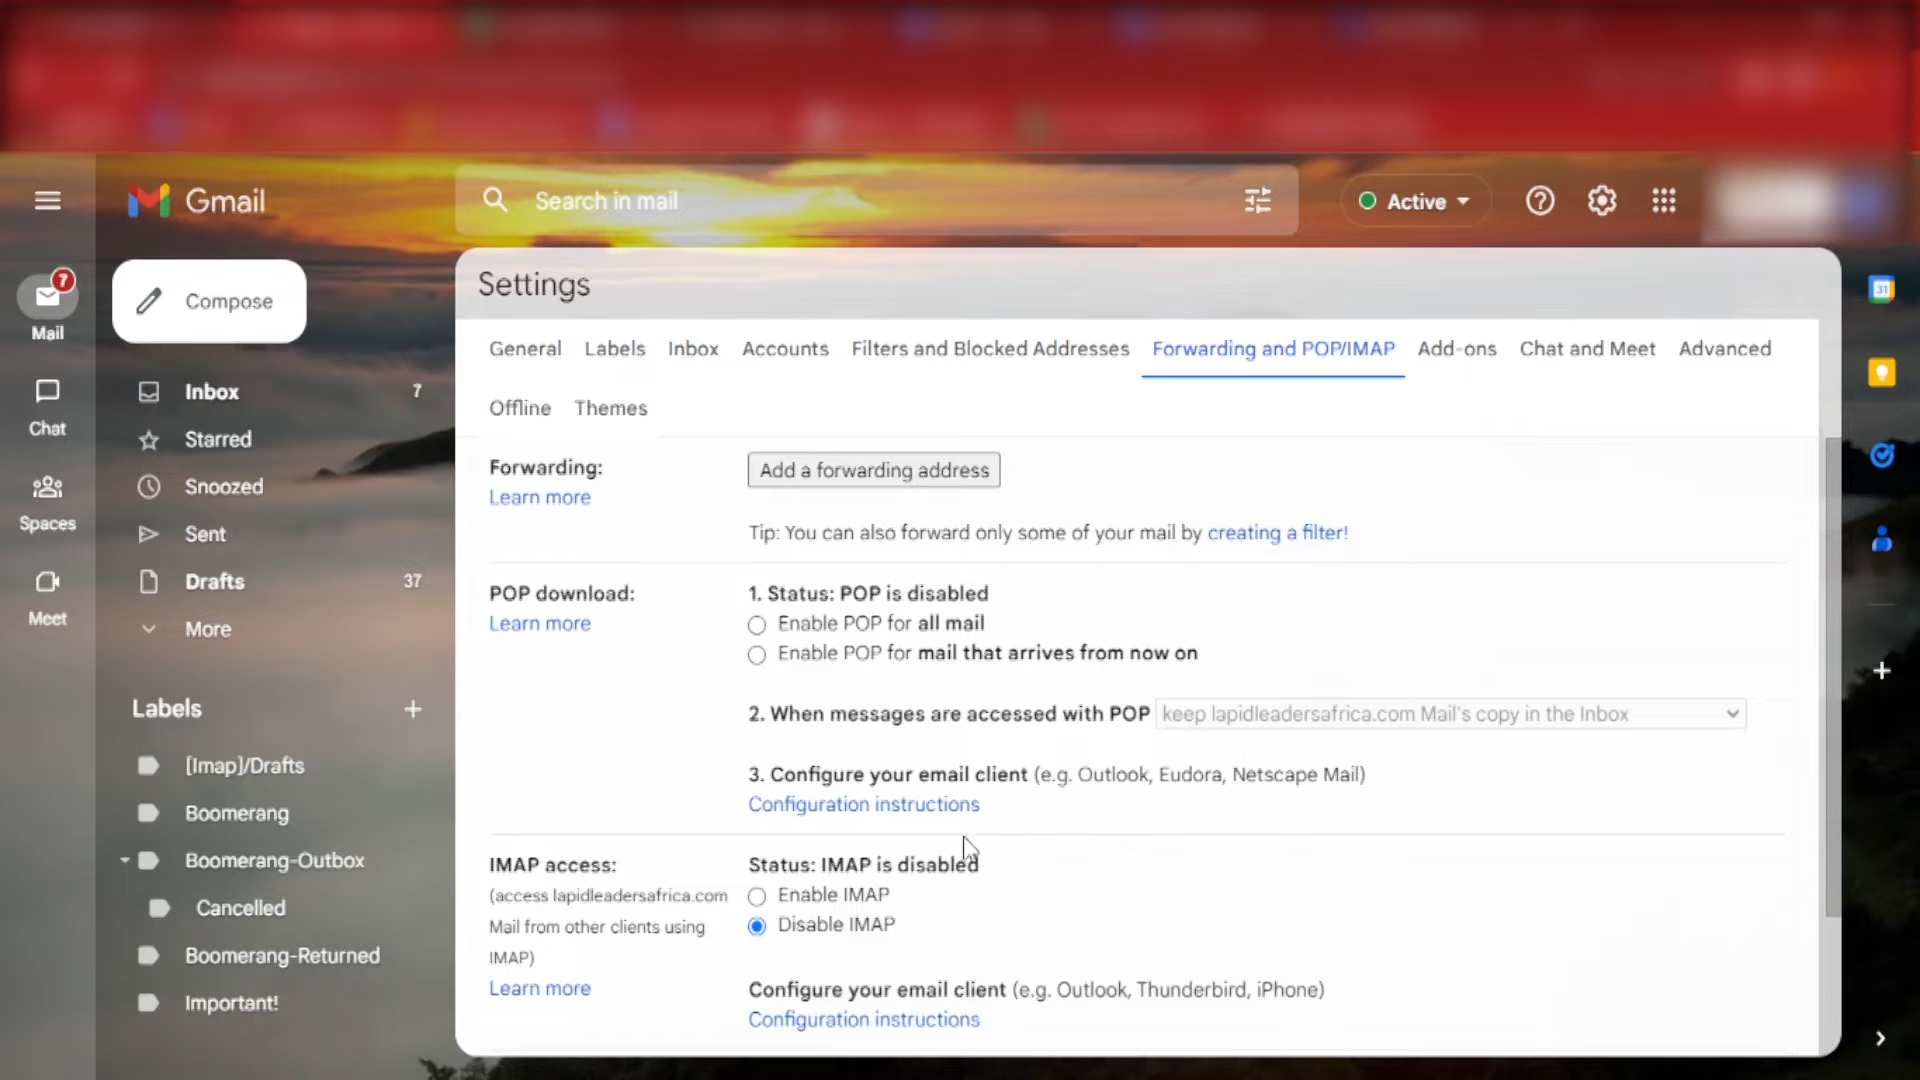 Gmail
Search in mail
Active
7
Mail
Chat
Spaces
Meet
Compose
Inbox 7
Starred
Snoozed
Sent
Drafts 37
More
Labels
[Imap]/Drafts
Boomerang
Boomerang-Outbox
Cancelled
Boomerang-Returned
Important!
Settings
General Labels Inbox Accounts Filters and Blocked Addresses Forwarding and POP/IMAP Add-ons Chat and Meet Advanced
Offline Themes
Forwarding:
Learn more
Add a forwarding address
Tip: You can also forward only some of your mail by creating a filter!
POP download:
Learn more
1. Status: POP is disabled
Enable POP for all mail
Enable POP for mail that arrives from now on
2. When messages are accessed with POP keep lapidleadersafrica.com Mail's copy in the Inbox
3. Configure your email client (e.g. Outlook, Eudora, Netscape Mail)
Configuration instructions
IMAP access:
(access lapidleadersafrica.com
Mail from other clients using
IMAP)
Learn more
Status: IMAP is disabled
Enable IMAP
Disable IMAP
Configure your email client (e.g. Outlook, Thunderbird, iPhone)
Configuration instructions
31